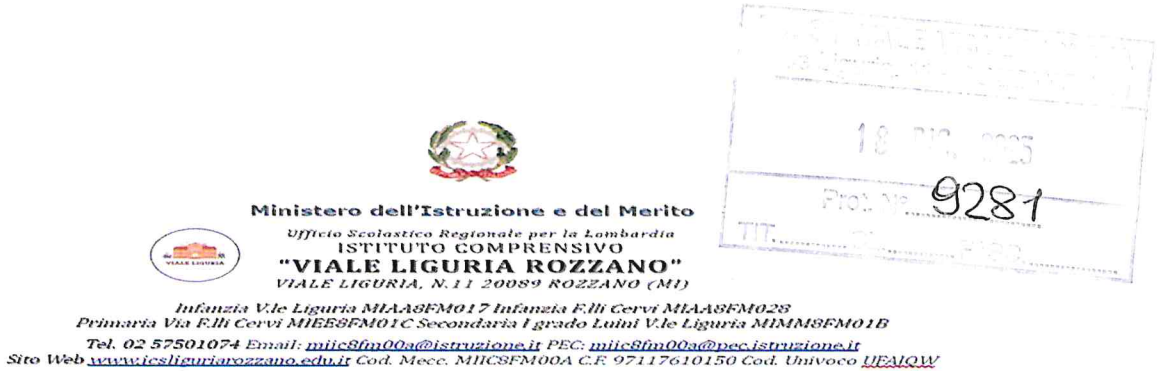 18 DIC. 2025
Prot. N° 9281
TIT.
Ministero dell'Istruzione e del Merito
Ufficio Scolastico Regionale per la Lombardia
ISTITUTO COMPRENSIVO
"VIALE LIGURIA ROZZANO"
VIALE LIGURIA, N.11 20089 ROZZANO (MI)
VIALE LIGURIA
Infanzia V.le Liguria MIAA8FM017 Infanzia F.lli Cervi MIAA8FM028
Primaria Via F.lli Cervi MIEE8FM01C Secondaria I grado Luini V.le Liguria MIMM8FM01B
Tel. 02 57501074 Email: miic8fm00a@istruzione.it PEC: miic8fm00a@pec.istruzione.it
Sito Web www.icsliguriarozzano.edu.it Cod. Mecc. MIIC8FM00A C.F. 97117610150 Cod. Univoco UFAIQW